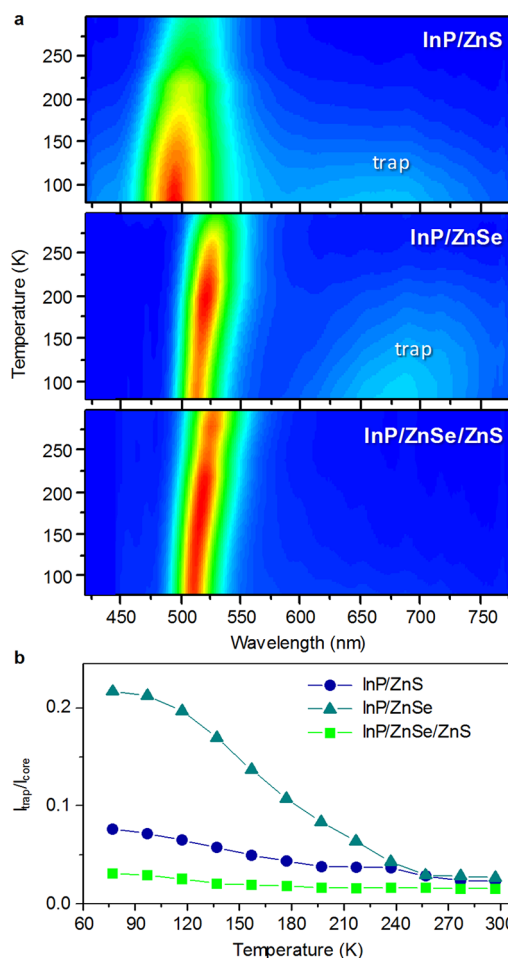 a
InP/ZnS
250
200
150
100
trap
InP/ZnSe
250
200
150
100
trap
Temperature (K)
InP/ZnSe/ZnS
250
200
150
100
450 500 550 600 650 700 750
Wavelength (nm)
b
InP/ZnS
InP/ZnSe
InP/ZnSe/ZnS
0.2
0.1
0.0
Itrap/Icore
60 90 120 150 180 210 240 270 300
Temperature (K)